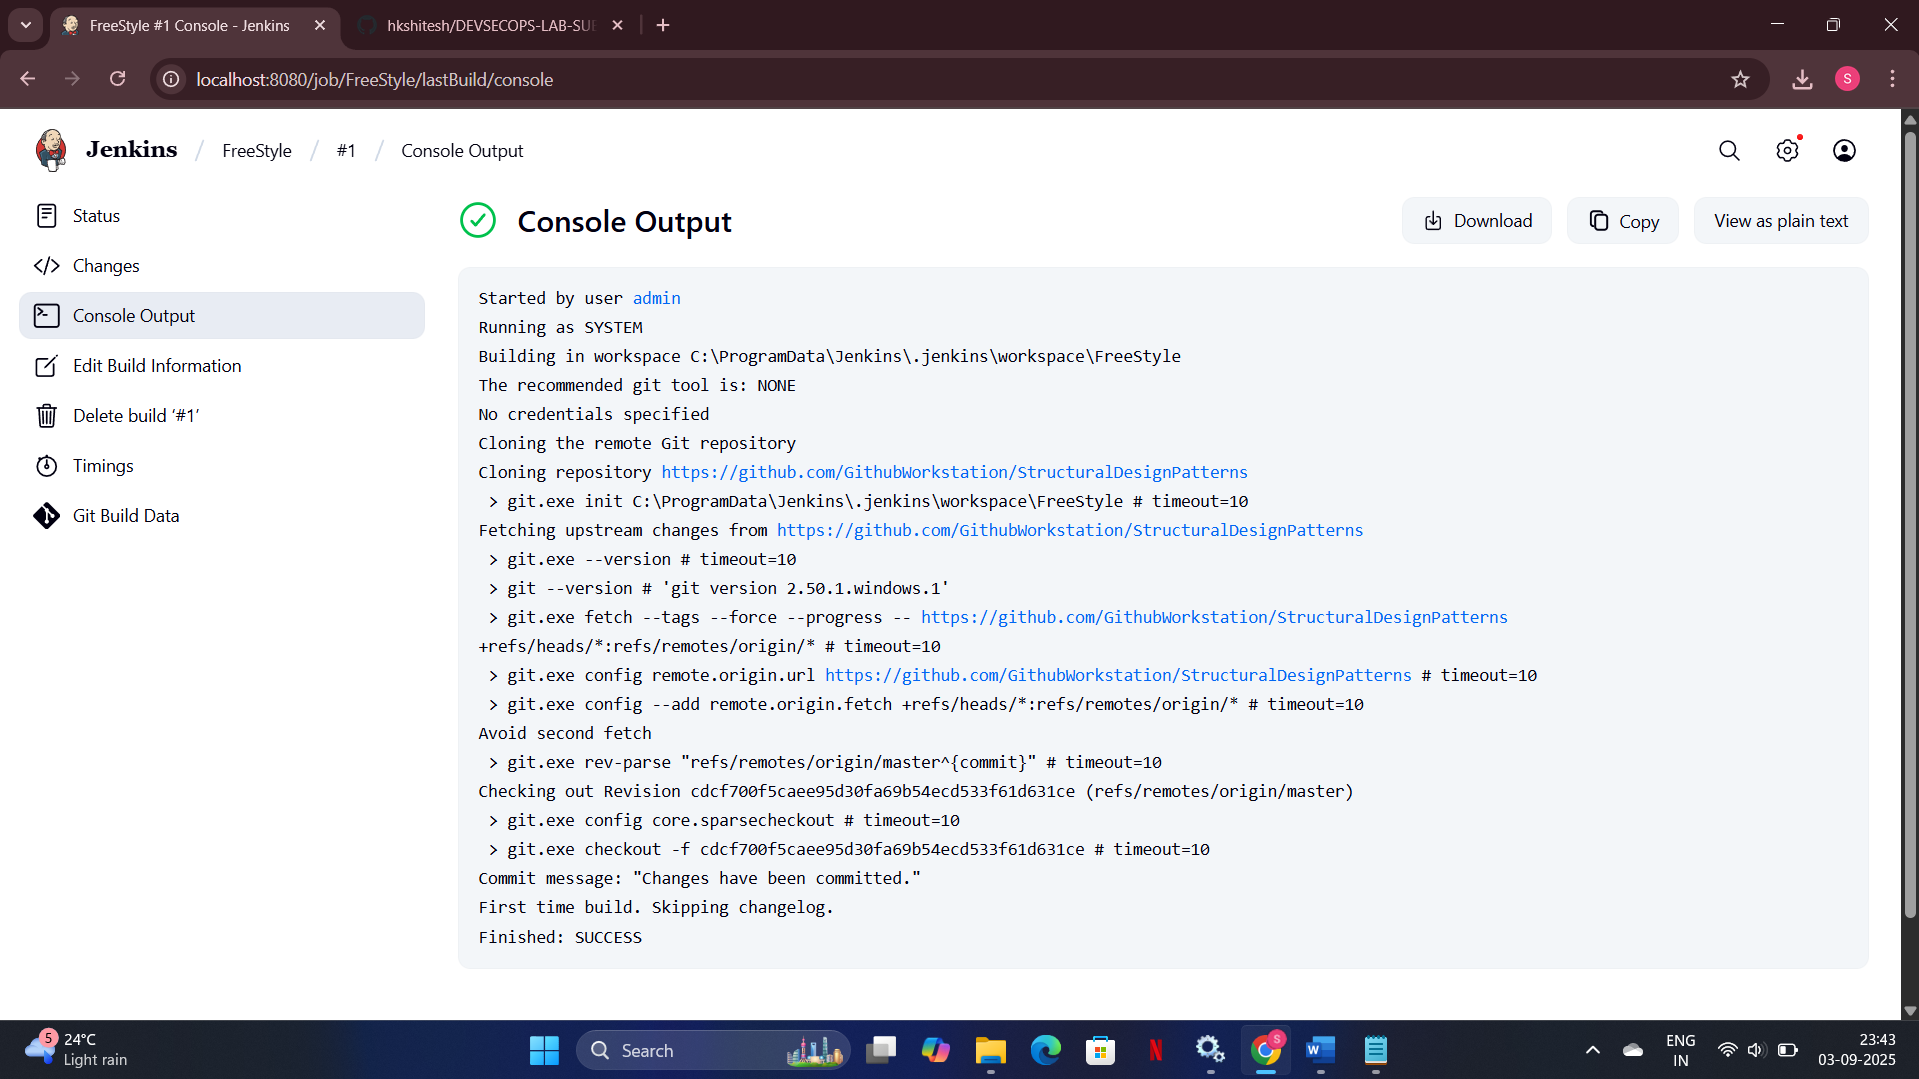 FreeStyle #1 Console - Jenkins
hkshitesh/DEVSECOPS-LAB-SUB
localhost:8080/job/FreeStyle/lastBuild/console
S
Jenkins / FreeStyle / #1 / Console Output
Status
Changes
Console Output
Edit Build Information
Delete build ‘#1’
Timings
Git Build Data
Console Output
Download
Copy
View as plain text
Started by user admin
Running as SYSTEM
Building in workspace C:\ProgramData\Jenkins\.jenkins\workspace\FreeStyle
The recommended git tool is: NONE
No credentials specified
Cloning the remote Git repository
Cloning repository https://github.com/GithubWorkstation/StructuralDesignPatterns
> git.exe init C:\ProgramData\Jenkins\.jenkins\workspace\FreeStyle # timeout=10
Fetching upstream changes from https://github.com/GithubWorkstation/StructuralDesignPatterns
> git.exe --version # timeout=10
> git --version # 'git version 2.50.1.windows.1'
> git.exe fetch --tags --force --progress -- https://github.com/GithubWorkstation/StructuralDesignPatterns
+refs/heads/*:refs/remotes/origin/* # timeout=10
> git.exe config remote.origin.url https://github.com/GithubWorkstation/StructuralDesignPatterns # timeout=10
> git.exe config --add remote.origin.fetch +refs/heads/*:refs/remotes/origin/* # timeout=10
Avoid second fetch
> git.exe rev-parse "refs/remotes/origin/master^{commit}" # timeout=10
Checking out Revision cdcf700f5caee95d30fa69b54ecd533f61d631ce (refs/remotes/origin/master)
> git.exe config core.sparsecheckout # timeout=10
> git.exe checkout -f cdcf700f5caee95d30fa69b54ecd533f61d631ce # timeout=10
Commit message: "Changes have been committed."
First time build. Skipping changelog.
Finished: SUCCESS
5
24°C
Light rain
Search
S
ENG
IN
23:43
03-09-2025